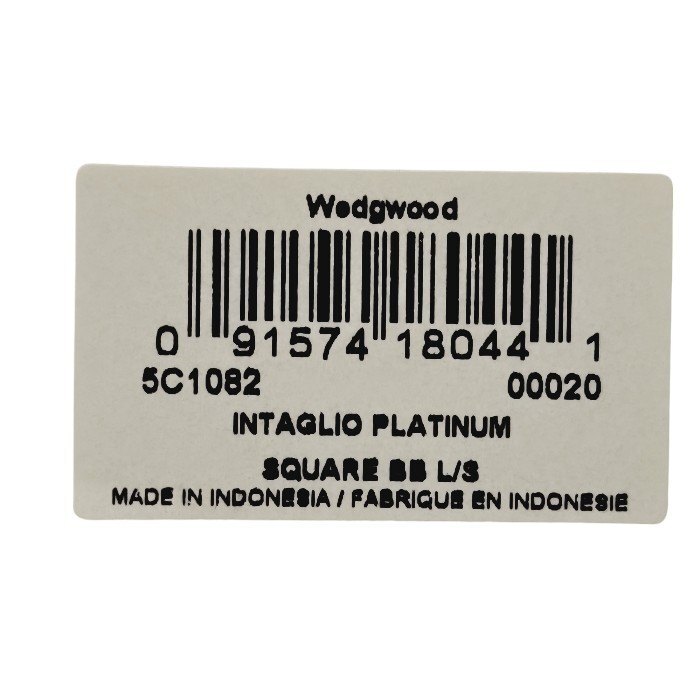 Wedgwood
0 91574 18044 1
5C1082 00020
INTAGLIO PLATINUM
SQUARE BB L/S
MADE IN INDONESIA / FABRIQUE EN INDONESIE